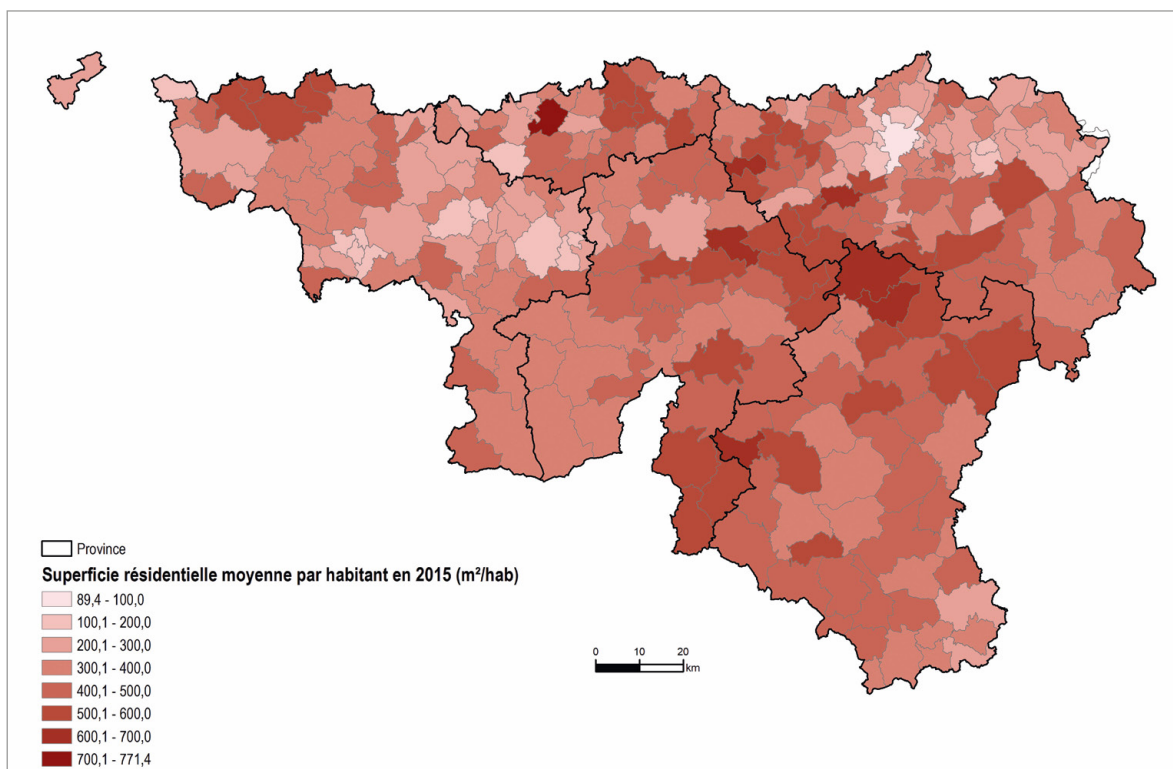 Province
Superficie résidentielle moyenne par habitant en 2015 (m²/hab)
89,4 - 100,0
100,1 - 200,0
200,1 - 300,0
300,1 - 400,0
400,1 - 500,0
500,1 - 600,0
600,1 - 700,0
700,1 - 771,4
0 10 20
km